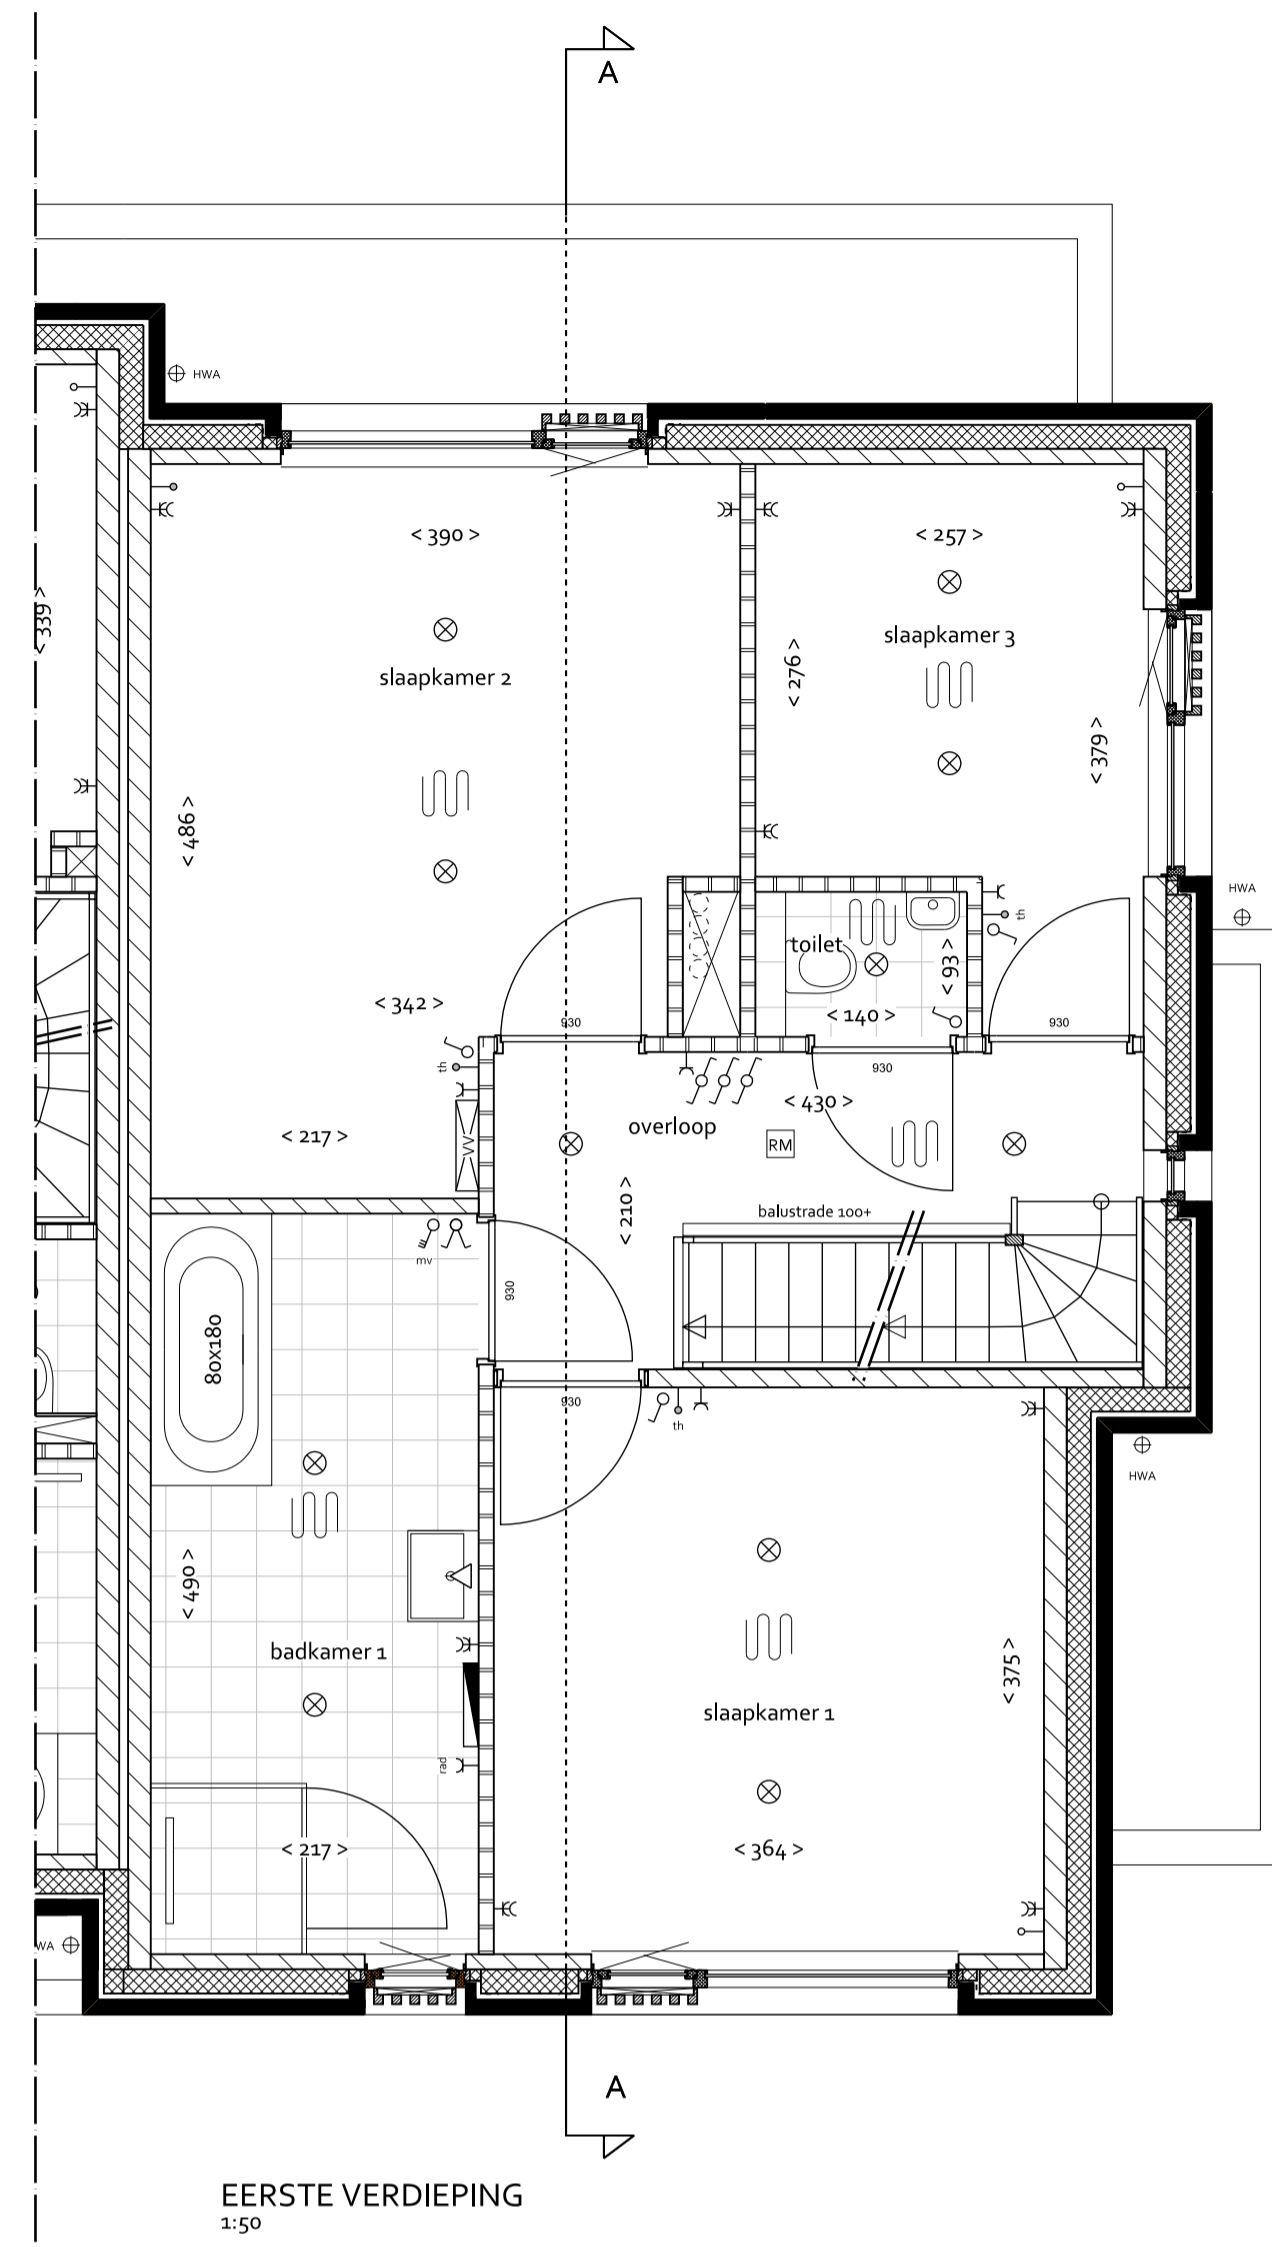 A
HWA
< 390 >
< 257 >
< 339 >
slaapkamer 3
< 276 >
slaapkamer 2
< 379 >
< 486 >
HWA
th
toilet
< 93 >
< 342 >
< 140 >
930
930
th
930
< 430 >
overloop
< 217 >
VV
RM
< 210 >
balustrade 100+
mv
930
80x180
930
th
HWA
< 490 >
badkamer 1
< 375 >
slaapkamer 1
rad
< 217 >
< 364 >
WA
A
EERSTE VERDIEPING
1:50